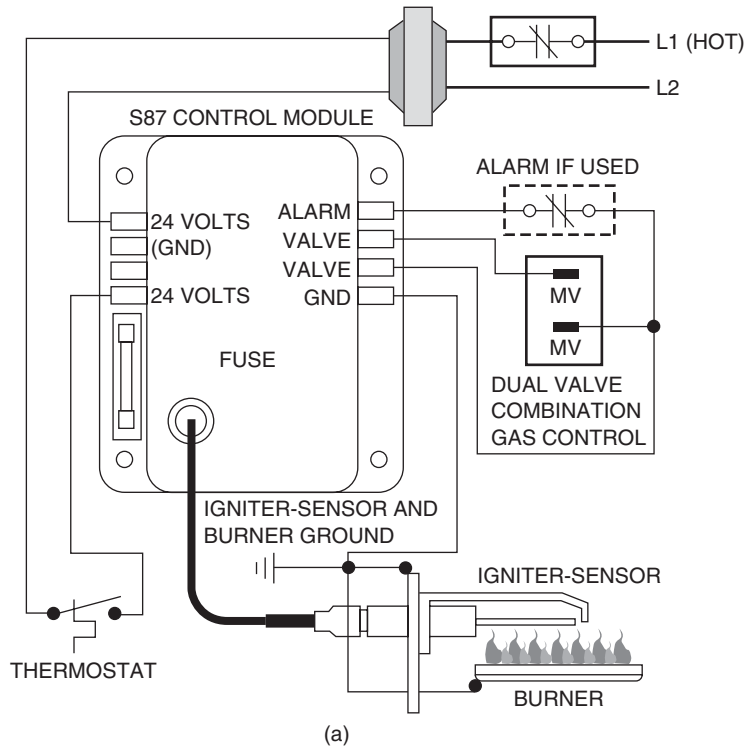 L1 (HOT)
L2
S87 CONTROL MODULE
ALARM IF USED
24 VOLTS
(GND)
24 VOLTS
ALARM
VALVE
VALVE
GND
MV
MV
FUSE
DUAL VALVE
COMBINATION
GAS CONTROL
IGNITER-SENSOR AND
BURNER GROUND
IGNITER-SENSOR
THERMOSTAT
BURNER
(a)